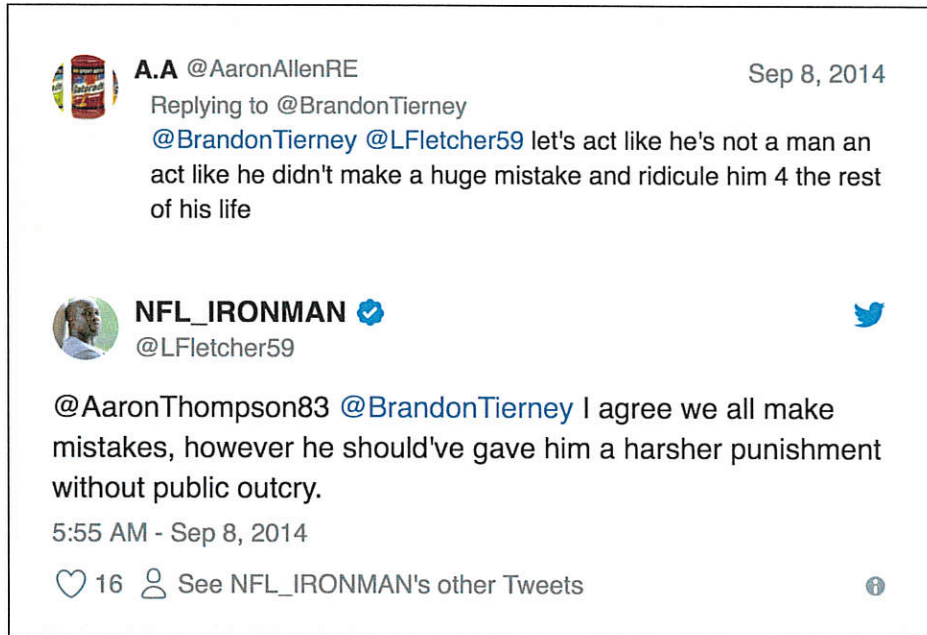 A.A @AaronAllenRE
Sep 8, 2014
Replying to @BrandonTierney
@BrandonTierney @LFletcher59 let's act like he's not a man an
act like he didn't make a huge mistake and ridicule him 4 the rest
of his life
NFL_IRONMAN
@LFletcher59
@AaronThompson83 @BrandonTierney I agree we all make
mistakes, however he should've gave him a harsher punishment
without public outcry.
5:55 AM - Sep 8, 2014
16 See NFL_IRONMAN's other Tweets